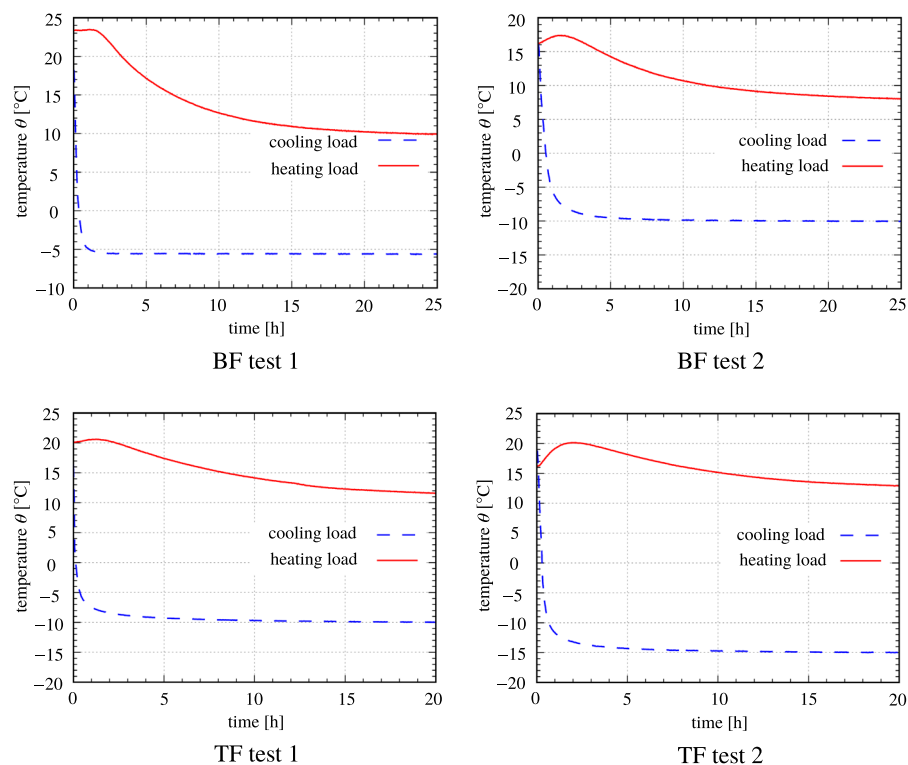 25
20
15
10
5
0
−5
−10
temperature θ [°C]
cooling load
heating load
0 5 10 15 20 25
time [h]
BF test 1
20
15
10
5
0
−5
−10
−15
−20
temperature θ [°C]
cooling load
heating load
0 5 10 15 20 25
time [h]
BF test 2
25
20
15
10
5
0
−5
−10
−15
−20
temperature θ [°C]
cooling load
heating load
0 5 10 15 20
time [h]
TF test 1
25
20
15
10
5
0
−5
−10
−15
−20
temperature θ [°C]
cooling load
heating load
0 5 10 15 20
time [h]
TF test 2